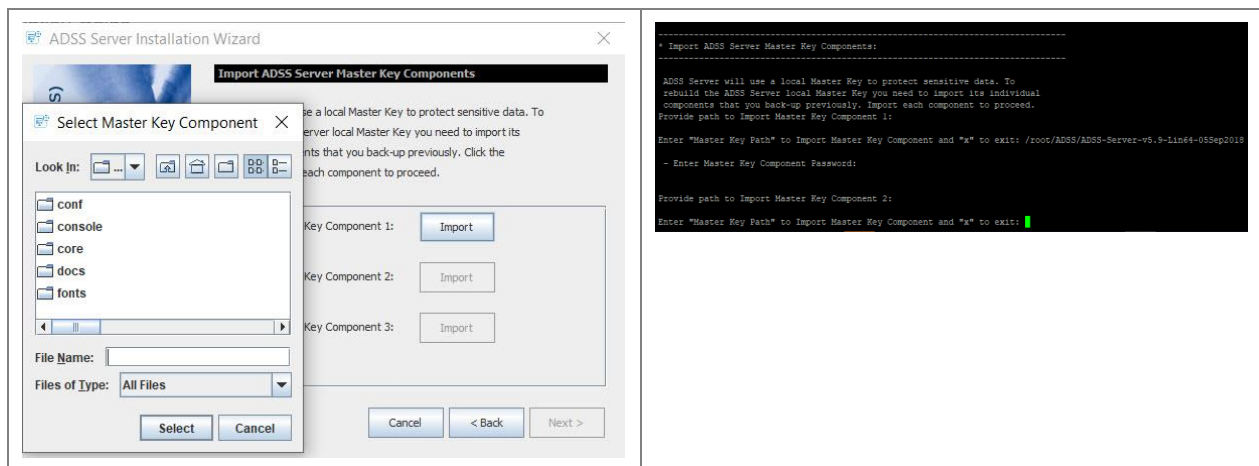 ADSS Server Installation Wizard
Import ADSS Server Master Key Components
se a local Master Key to protect sensitive data. To
erver local Master Key you need to import its
nts that you back-up previously. Click the
each component to proceed.
Select Master Key Component
Look In: ...
conf
console
core
docs
fonts
File Name:
Files of Type: All Files
Select Cancel
Key Component 1: Import
Key Component 2: Import
Key Component 3: Import
Cancel < Back Next >
* Import ADSS Server Master Key Components:
ADSS Server will use a local Master Key to protect sensitive data. To
rebuild the ADSS Server local Master Key you need to import its individual
components that you back-up previously. Import each component to proceed.
Provide path to Import Master Key Component 1:
Enter "Master Key Path" to Import Master Key Component and "x" to exit: /root/ADSS/ADSS-Server-v5.9-Lin64-05Sep2018
- Enter Master Key Component Password:
Provide path to Import Master Key Component 2:
Enter "Master Key Path" to Import Master Key Component and "x" to exit: